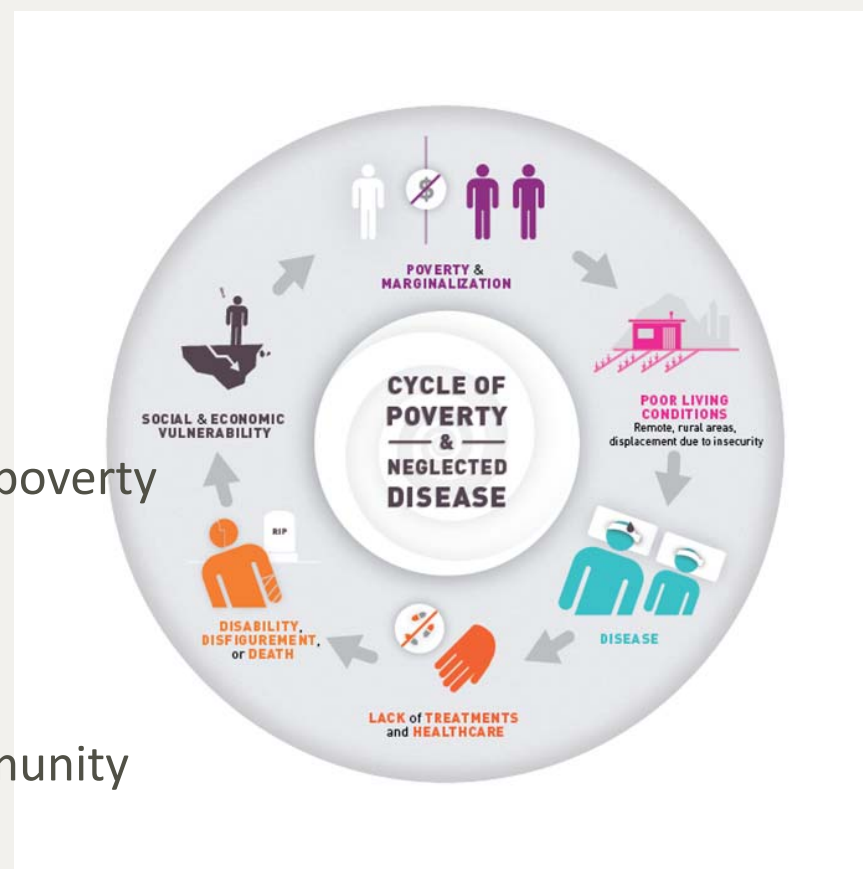 POVERTY &
MARGINALIZATION
POOR LIVING
CONDITIONS
Remote, rural areas,
displacement due to insecurity
DISEASE
LACK of TREATMENTS
and HEALTHCARE
DISABILITY,
DISFIGUREMENT,
or DEATH
RIP
SOCIAL & ECONOMIC
VULNERABILITY
$
CYCLE OF
POVERTY
&
NEGLECTED
DISEASE
poverty
munity